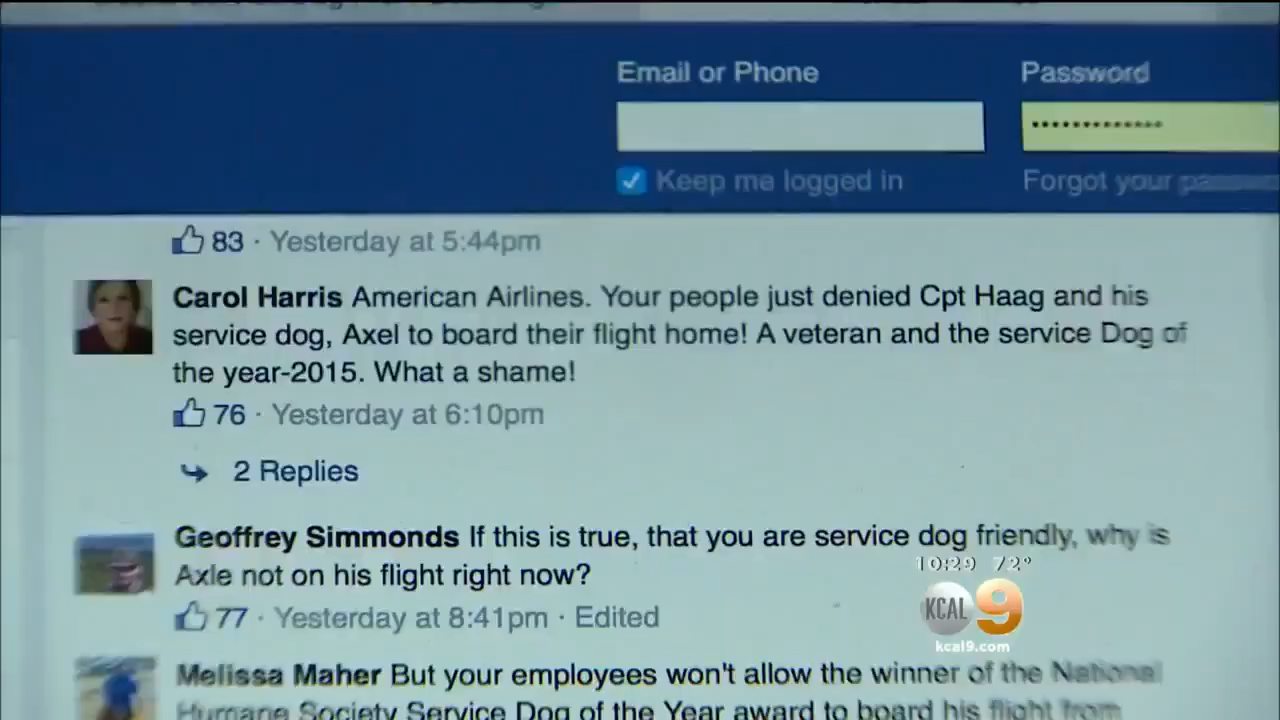 Email or Phone
Password
•••••••••••••
Keep me logged in
Forgot your
83 · Yesterday at 5:44pm
Carol Harris American Airlines. Your people just denied Cpt Haag and his
service dog, Axel to board their flight home! A veteran and the service Dog of
the year-2015. What a shame!
76 · Yesterday at 6:10pm
2 Replies
Geoffrey Simmonds If this is true, that you are service dog friendly, why is
Axle not on his flight right now?
77 · Yesterday at 8:41pm · Edited
10:29 72°
KCAL 9
kcal9.com
Melissa Maher But your employees won't allow the winner of the National
Humane Society Service Dog of the Year award to board his flight from